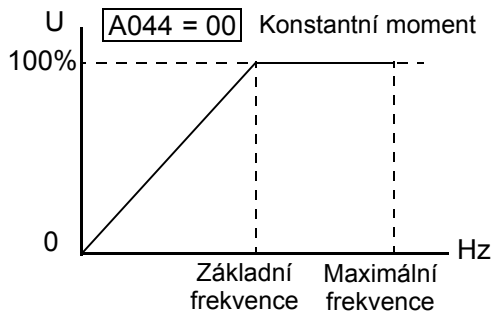 U
A044 = 00 Konstantní moment
100%
0
Hz
Základní
frekvence
Maximální
frekvence